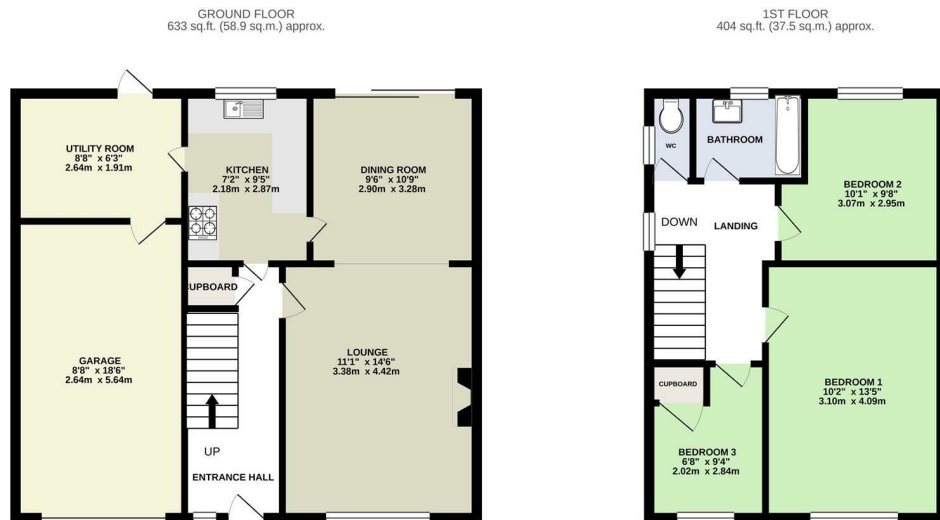 GROUND FLOOR
633 sq.ft. (58.9 sq.m.) approx.
1ST FLOOR
404 sq.ft. (37.5 sq.m.) approx.
UTILITY ROOM
8'8" x 6'3"
2.64m x 1.91m
KITCHEN
7'2" x 9'5"
2.18m x 2.87m
DINING ROOM
9'6" x 10'9"
2.90m x 3.28m
CUPBOARD
GARAGE
8'8" x 18'6"
2.64m x 5.64m
LOUNGE
11'1" x 14'6"
3.38m x 4.42m
UP
ENTRANCE HALL
WC
BATHROOM
BEDROOM 2
10'1" x 9'8"
3.07m x 2.95m
DOWN
LANDING
BEDROOM 1
10'2" x 13'5"
3.10m x 4.09m
CUPBOARD
BEDROOM 3
6'8" x 9'4"
2.02m x 2.84m